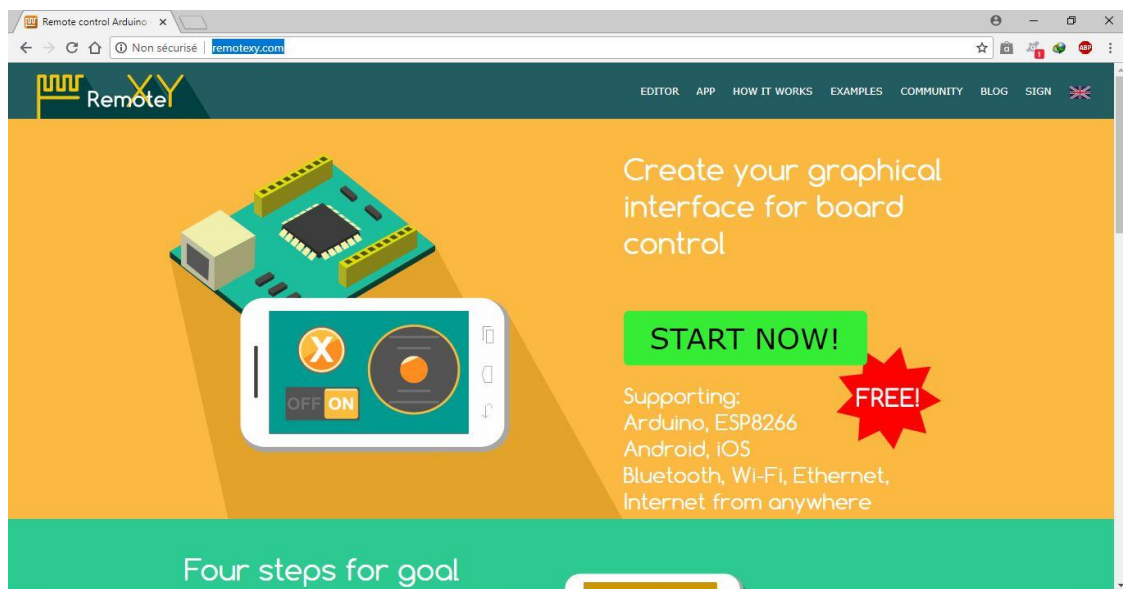 Remote control Arduino
Non sécurisé | remotexy.com
ABP
1
RemoteXY
EDITOR APP HOW IT WORKS EXAMPLES COMMUNITY BLOG SIGN
Create your graphical
interface for board
control
X
OFF ON
START NOW!
FREE!
Supporting:
Arduino, ESP8266
Android, iOS
Bluetooth, Wi-Fi, Ethernet,
Internet from anywhere
Four steps for goal